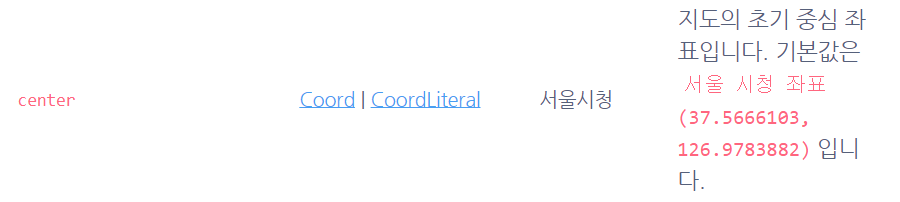 center
Coord | CoordLiteral
서울시청
지도의 초기 중심 좌
표입니다. 기본값은
서울 시청 좌표
(37.5666103,
126.9783882) 입니
다.